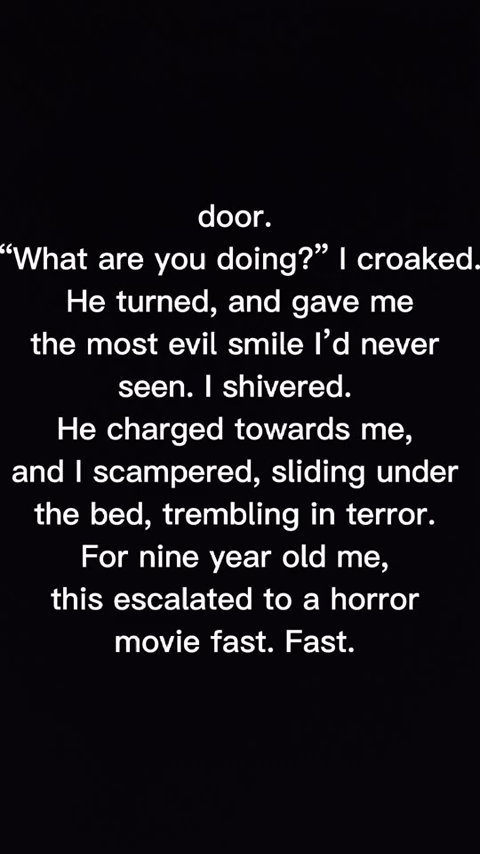 door.
“What are you doing?” I croaked.
He turned, and gave me
the most evil smile I’d never
seen. I shivered.
He charged towards me,
and I scampered, sliding under
the bed, trembling in terror.
For nine year old me,
this escalated to a horror
movie fast. Fast.